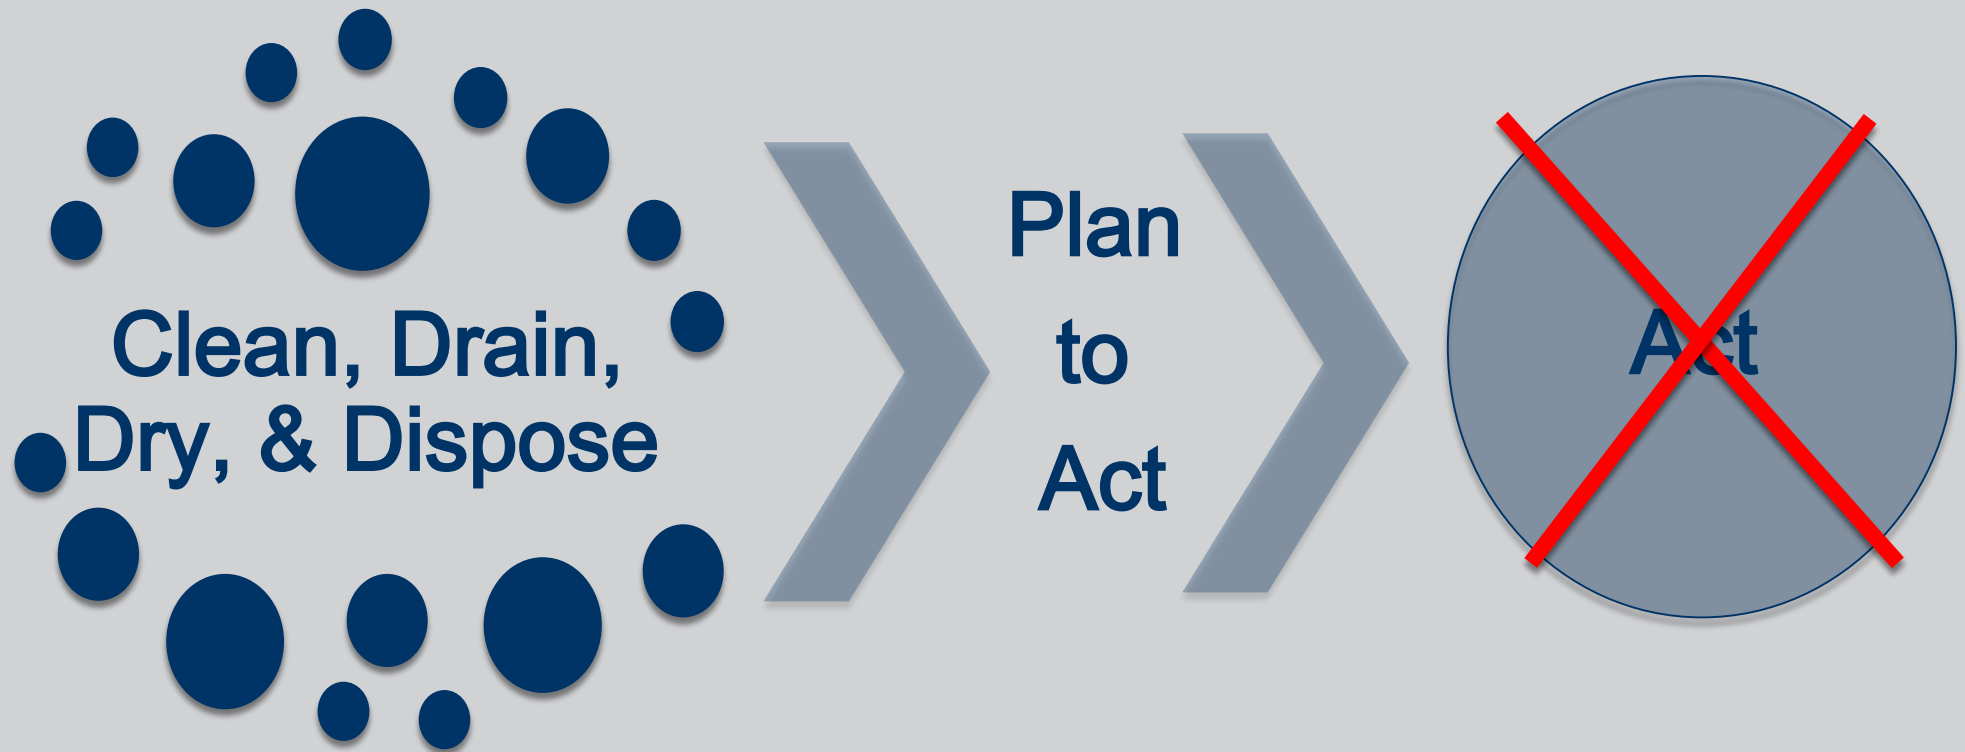 Clean, Drain,
Dry, & Dispose
Plan
to
Act
Act